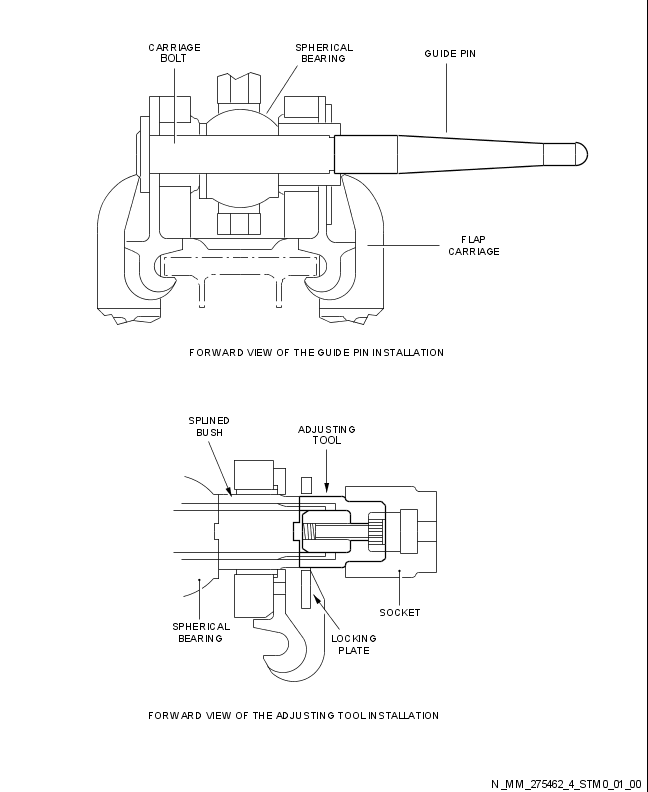 CARRIAGE
BOLT
SPHERICAL
BEARING
GUIDE PIN
FLAP
CARRIAGE
FORWARD VIEW OF THE GUIDE PIN INSTALLATION
SPLINED
BUSH
ADJUSTING
TOOL
SOCKET
SPHERICAL
BEARING
LOCKING
PLATE
FORWARD VIEW OF THE ADJUSTING TOOL INSTALLATION
N_MM_275462_4_STM0_01_00